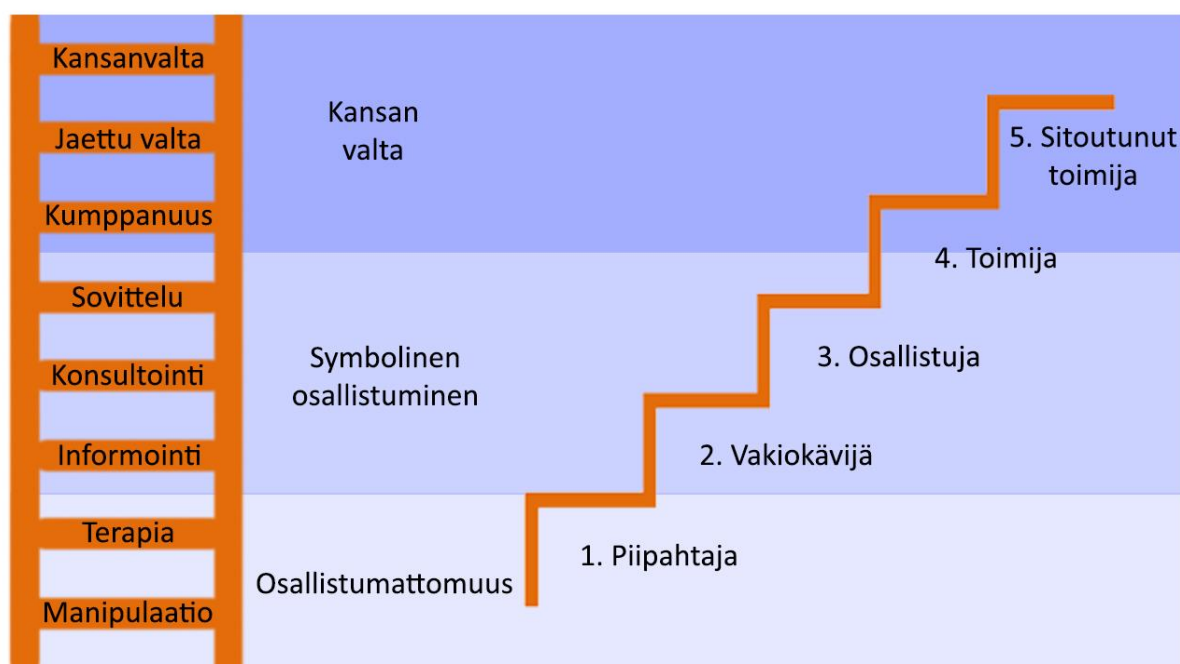 Kansanvalta
Jaettu valta
Kumppanuus
Sovittelu
Konsultointi
Informointi
Terapia
Manipulaatio
Kansan
valta
Symbolinen
osallistuminen
Osallistumattomuus
5. Sitoutunut
toimija
4. Toimija
3. Osallistuja
2. Vakiokävijä
1. Piipahtaja